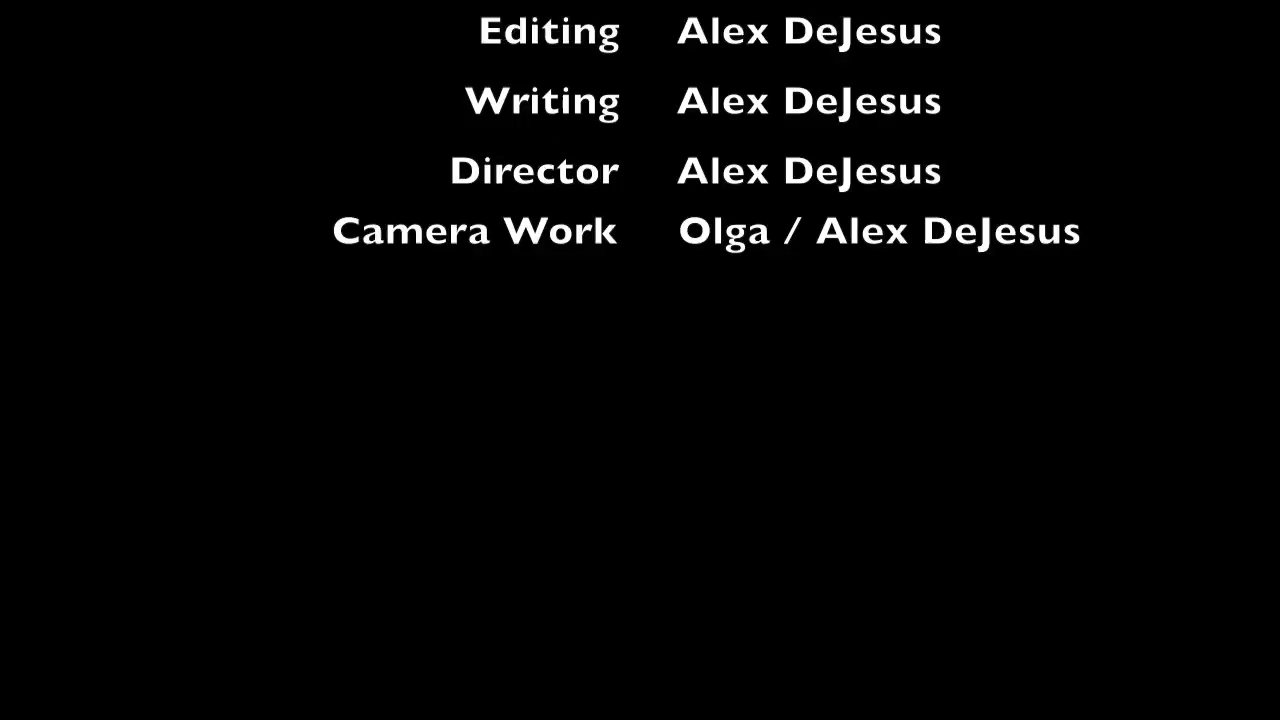 Editing Alex DeJesus
Writing Alex DeJesus
Director Alex DeJesus
Camera Work Olga / Alex DeJesus